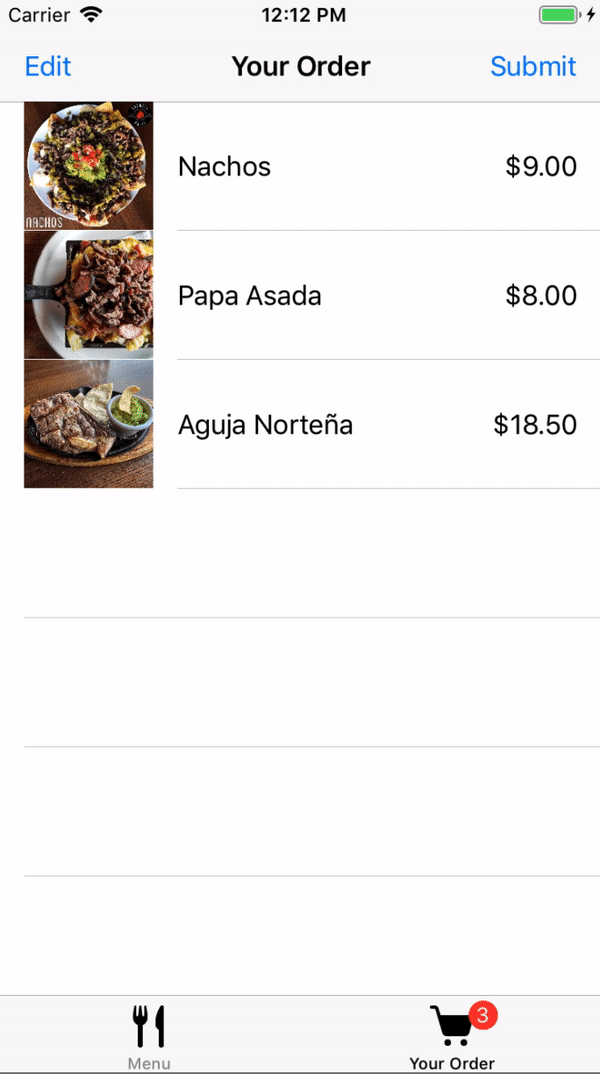 Carrier 12:12 PM
Edit Your Order Submit
NACHOS
Nachos $9.00
Papa Asada $8.00
Aguja Norteña $18.50
3
Menu Your Order